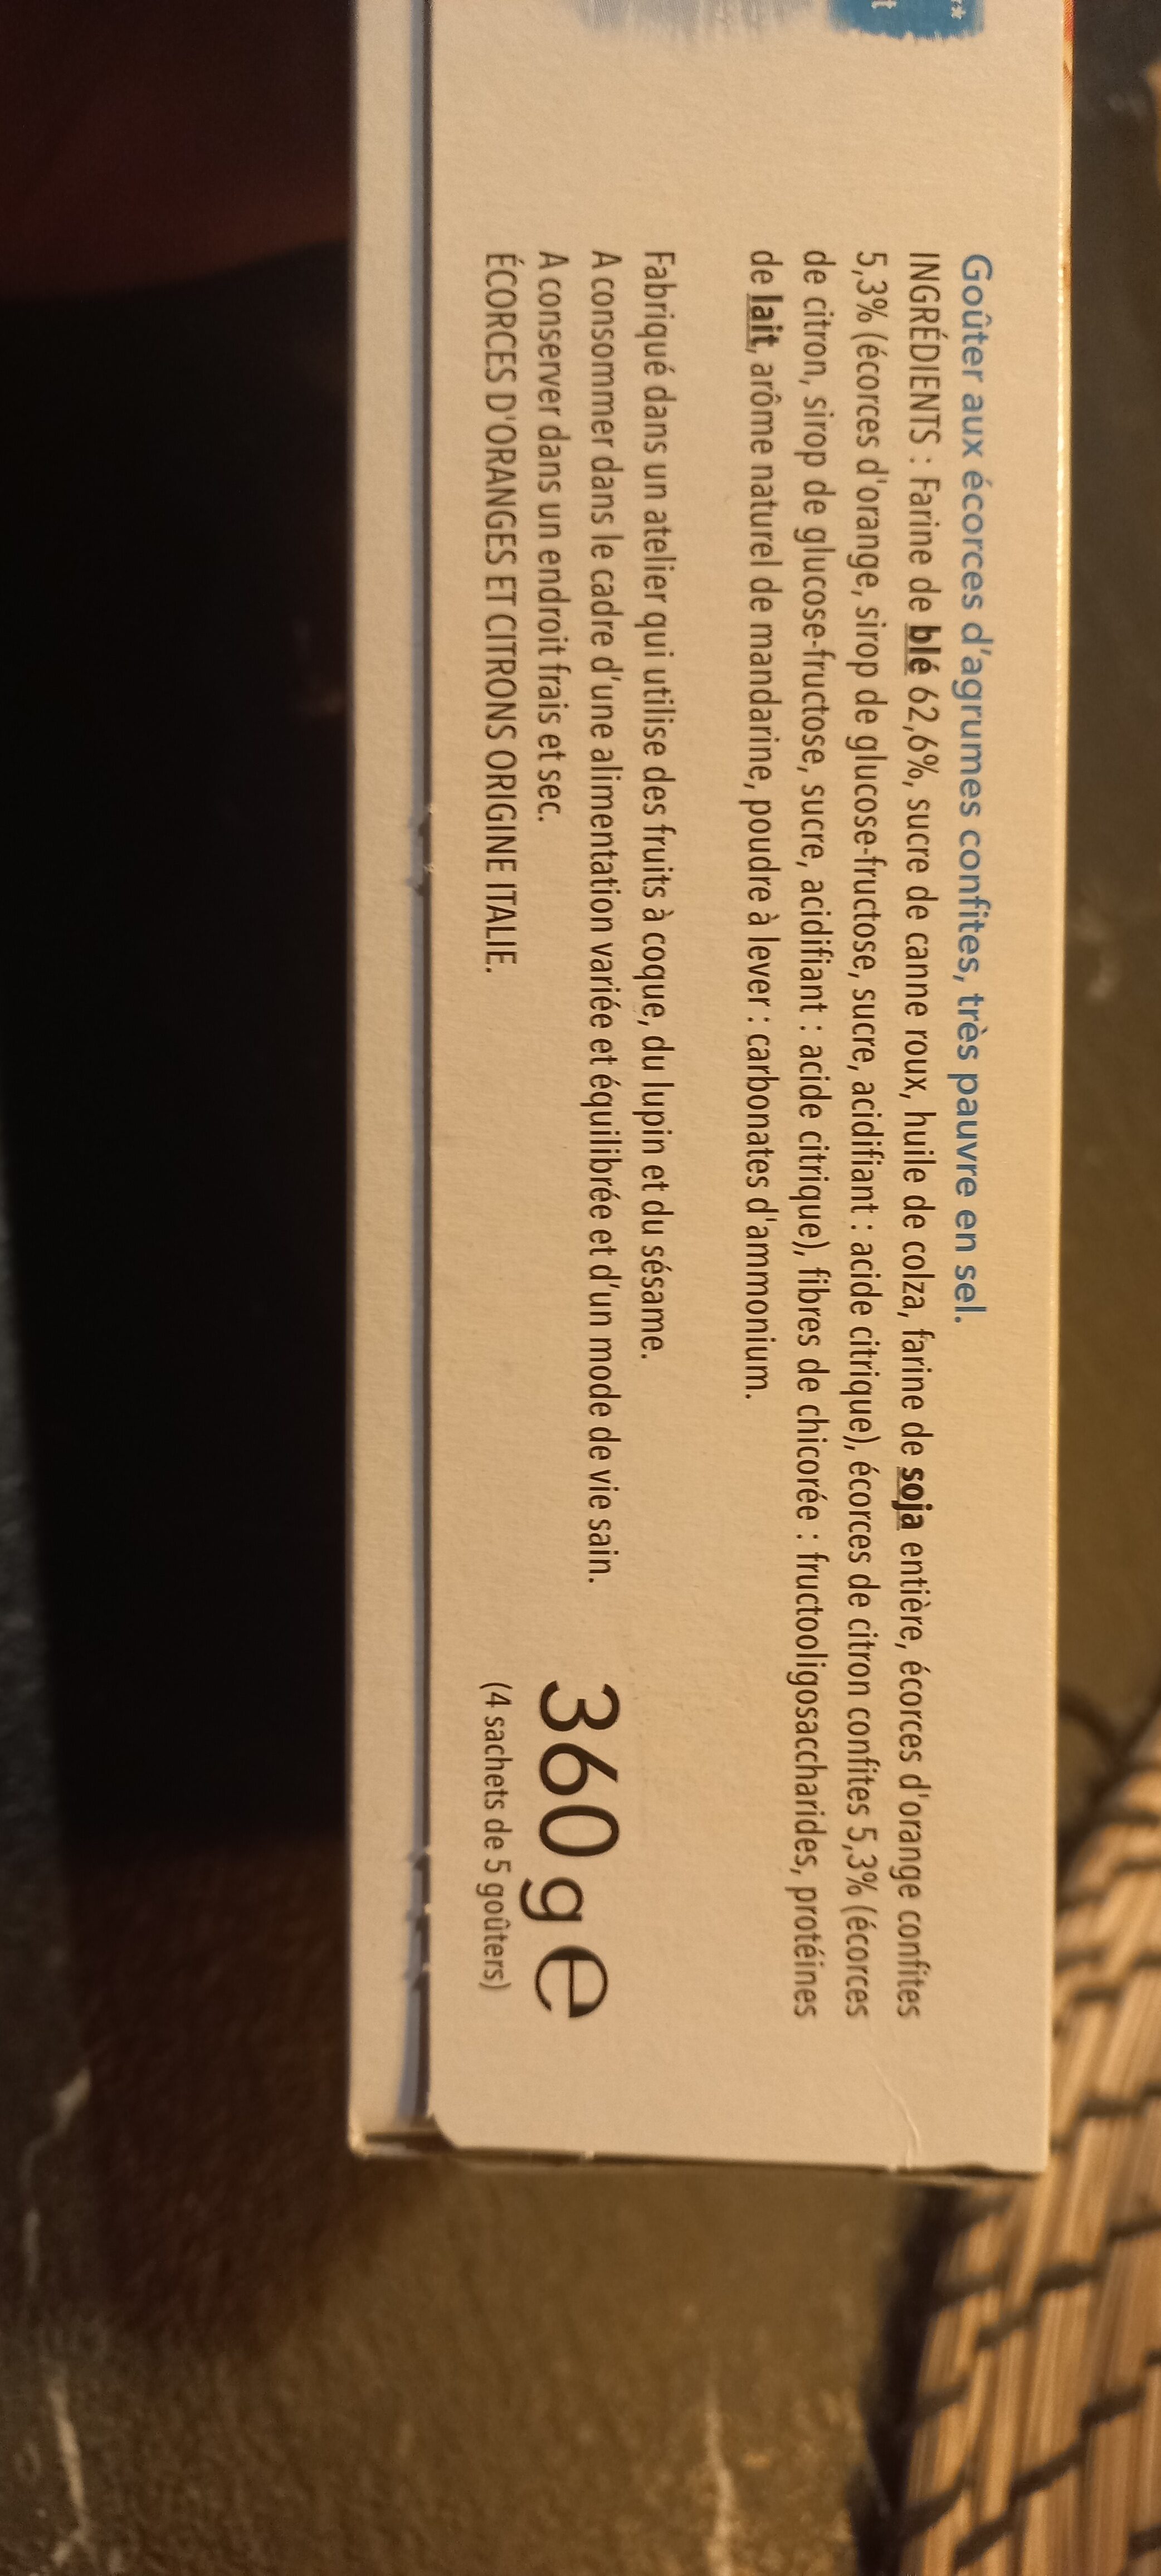 Goûter aux écorces d'agrumes confites, très pauvre en sel.
INGRÉDIENTS : Farine de blé 62,6%, sucre de canne roux, huile de colza, farine de soja entière, écorces d'orange confites
5,3% (écorces d'orange, sirop de glucose-fructose, sucre, acidifiant : acide citrique), écorces de citron confites 5,3% (écorces
de citron, sirop de glucose-fructose, sucre, acidifiant : acide citrique), fibres de chicorée : fructooligosaccharides, protéines
de lait, arôme naturel de mandarine, poudre à lever : carbonates d'ammonium.
Fabriqué dans un atelier qui utilise des fruits à coque, du lupin et du sésame.
A consommer dans le cadre d'une alimentation variée et équilibrée et d'un mode de vie sain.
A conserver dans un endroit frais et sec.
ÉCORCES D'ORANGES ET CITRONS ORIGINE ITALIE.
360 g e
(4 sachets de 5 goûters)